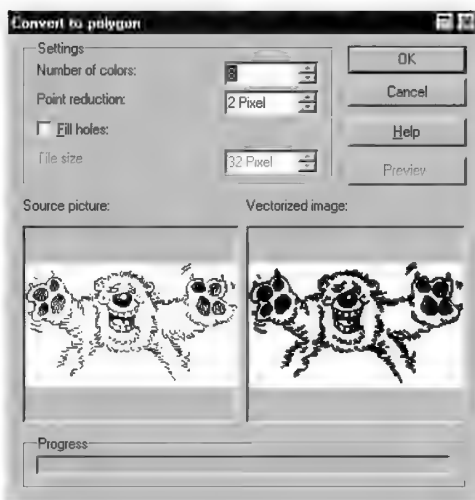 Convert to polygon
Settings
Number of colors:
8
Point reduction:
2 Pixel
Fill holes:
Tile size
32 Pixel
OK
Cancel
Help
Preview
Source picture:
Vectorized image:
Progress